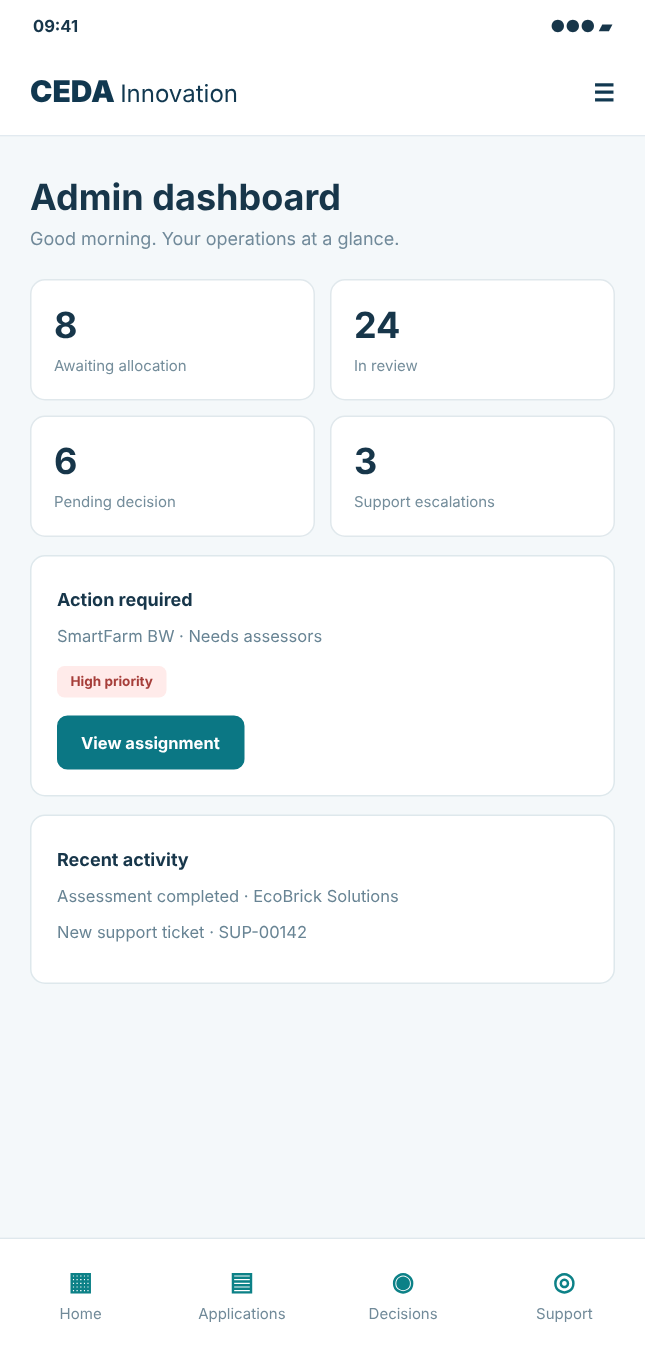 09:41
CEDA Innovation
Admin dashboard
Good morning. Your operations at a glance.
8
Awaiting allocation
24
In review
6
Pending decision
3
Support escalations
Action required
SmartFarm BW · Needs assessors
High priority
View assignment
Recent activity
Assessment completed · EcoBrick Solutions
New support ticket · SUP-00142
Home
Applications
Decisions
Support